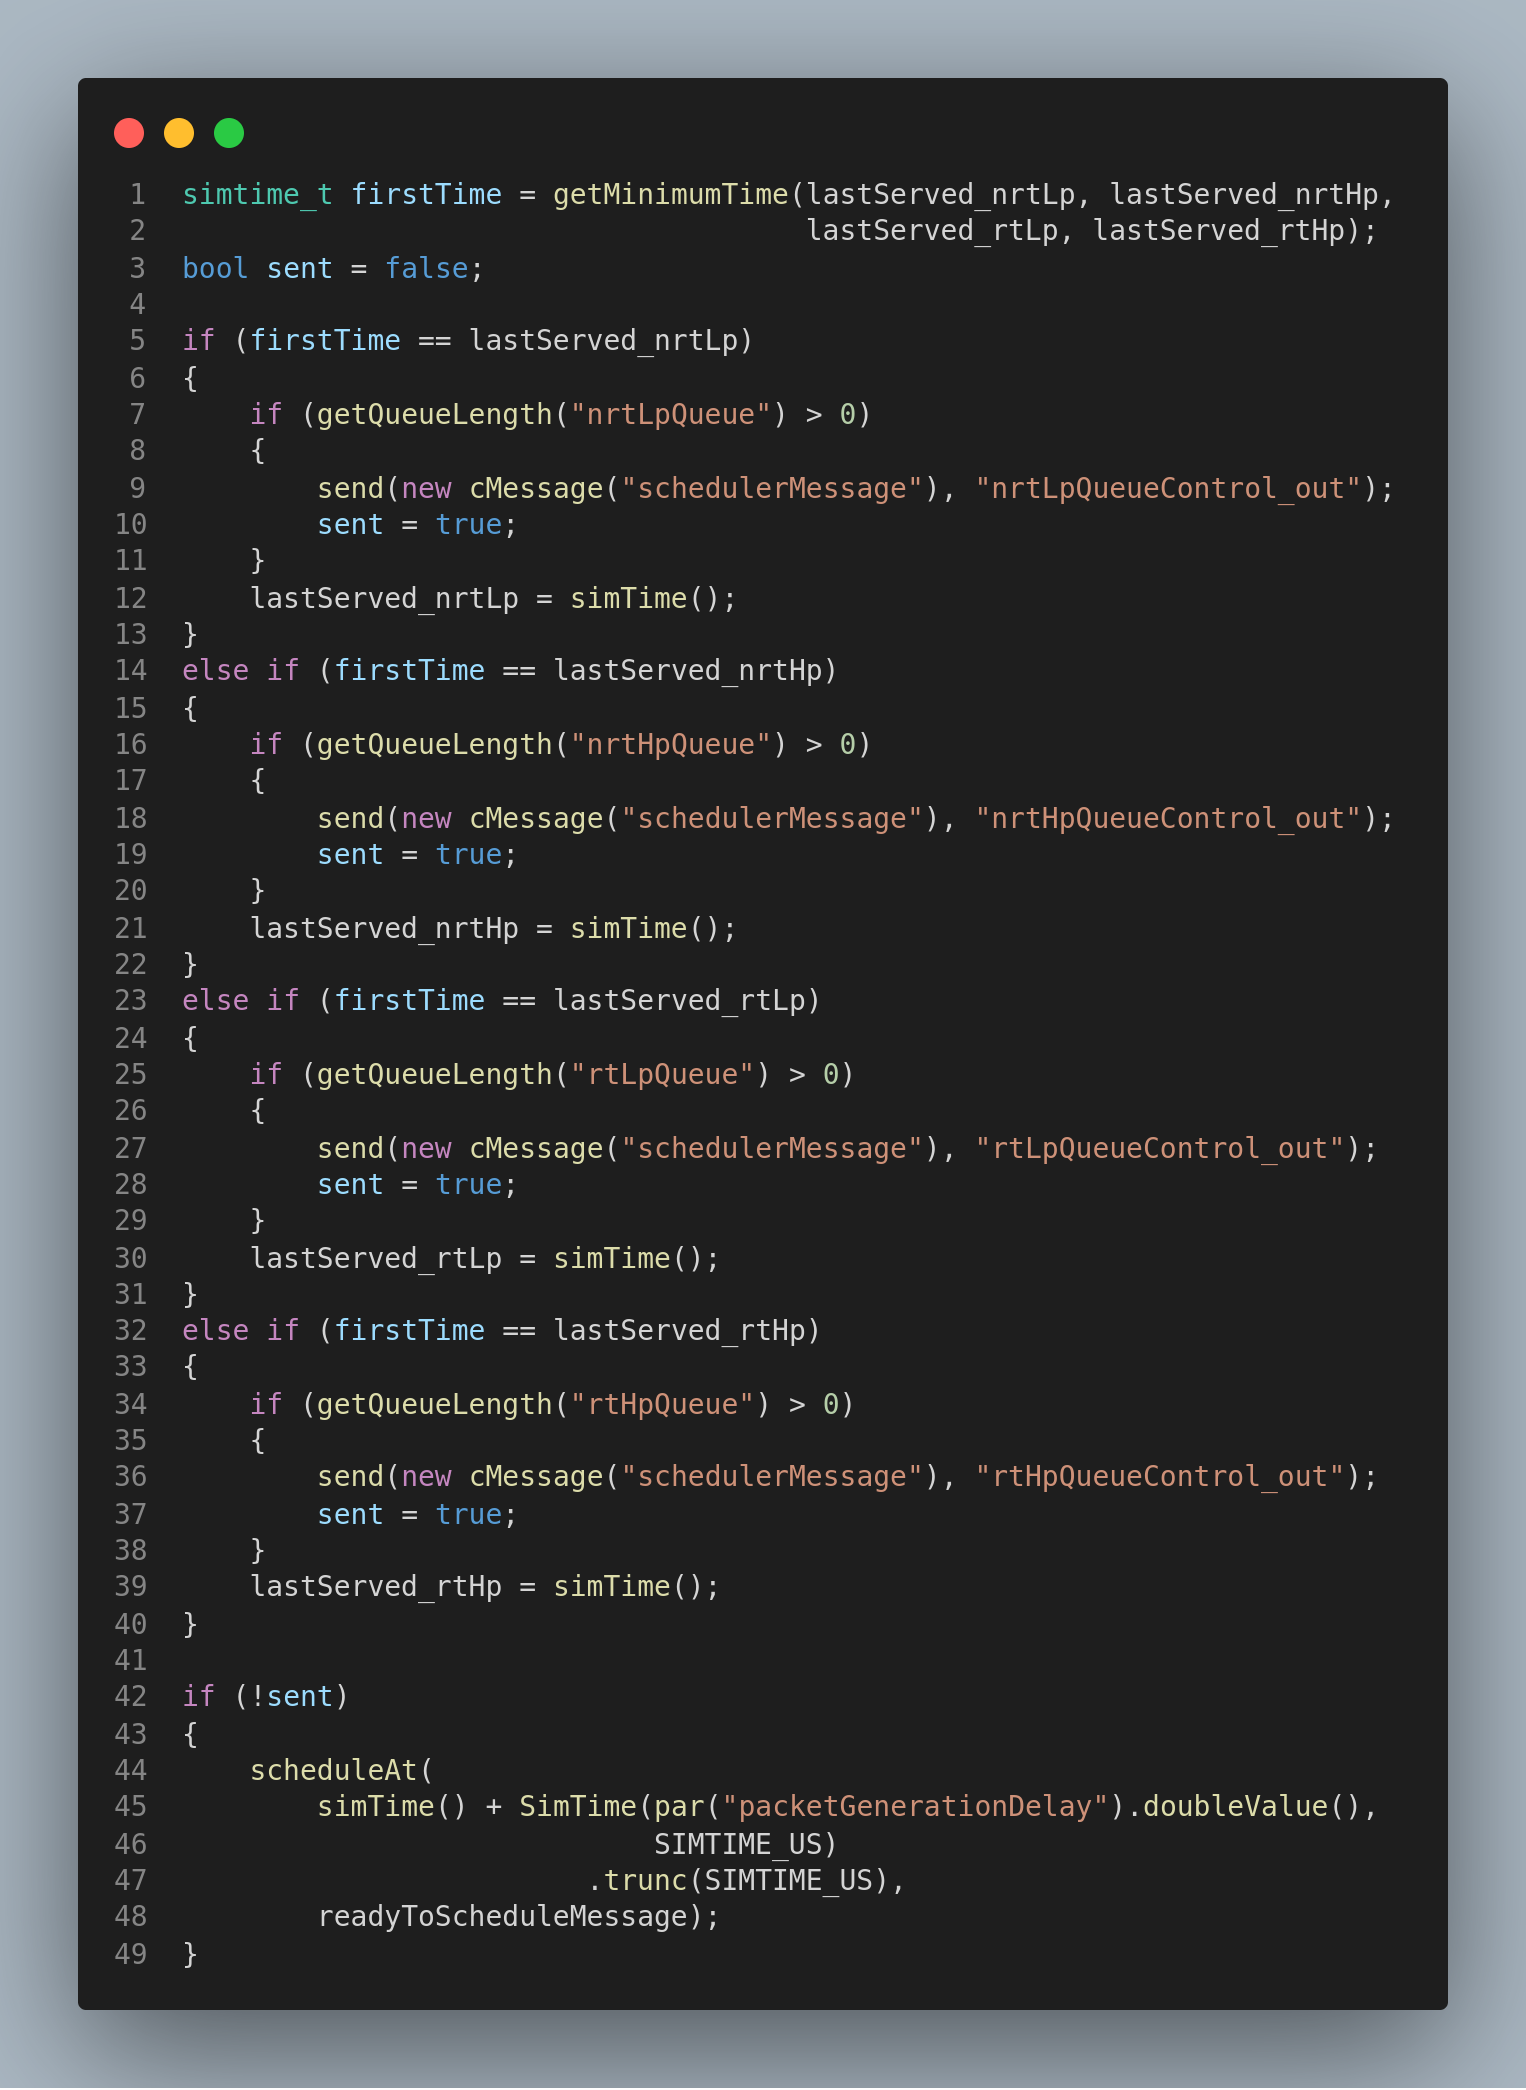 1 simtime_t firstTime = getMinimumTime(lastServed_nrtLp, lastServed_nrtHp,
2                                      lastServed_rtLp, lastServed_rtHp);
3 bool sent = false;
4
5 if (firstTime == lastServed_nrtLp)
6 {
7     if (getQueueLength("nrtLpQueue") > 0)
8     {
9         send(new cMessage("schedulerMessage"), "nrtLpQueueControl_out");
10         sent = true;
11     }
12     lastServed_nrtLp = simTime();
13 }
14 else if (firstTime == lastServed_nrtHp)
15 {
16     if (getQueueLength("nrtHpQueue") > 0)
17     {
18         send(new cMessage("schedulerMessage"), "nrtHpQueueControl_out");
19         sent = true;
20     }
21     lastServed_nrtHp = simTime();
22 }
23 else if (firstTime == lastServed_rtLp)
24 {
25     if (getQueueLength("rtLpQueue") > 0)
26     {
27         send(new cMessage("schedulerMessage"), "rtLpQueueControl_out");
28         sent = true;
29     }
30     lastServed_rtLp = simTime();
31 }
32 else if (firstTime == lastServed_rtHp)
33 {
34     if (getQueueLength("rtHpQueue") > 0)
35     {
36         send(new cMessage("schedulerMessage"), "rtHpQueueControl_out");
37         sent = true;
38     }
39     lastServed_rtHp = simTime();
40 }
41
42 if (!sent)
43 {
44     scheduleAt(
45         simTime() + SimTime(par("packetGenerationDelay").doubleValue(),
46                             SIMTIME_US)
47                         .trunc(SIMTIME_US),
48         readyToScheduleMessage);
49 }